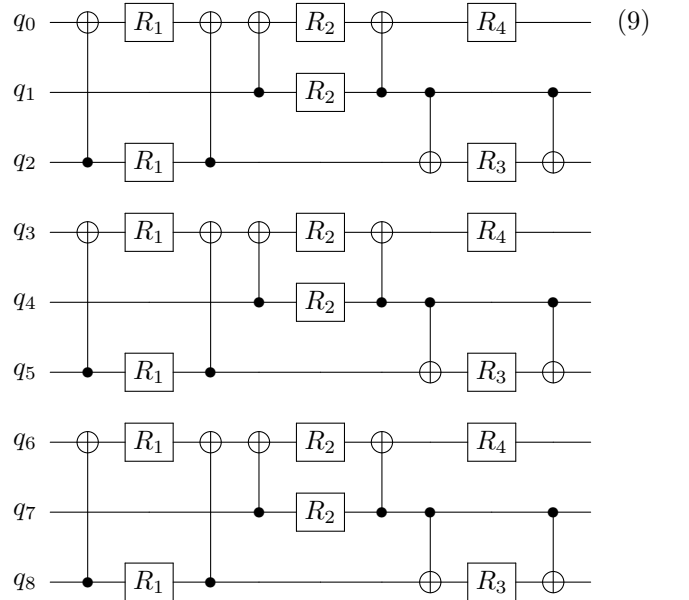 q0 R1 R2 R4 (9)
q1 R2
q2 R1 R3
q3 R1 R2 R4
q4 R2
q5 R1 R3
q6 R1 R2 R4
q7 R2
q8 R1 R3